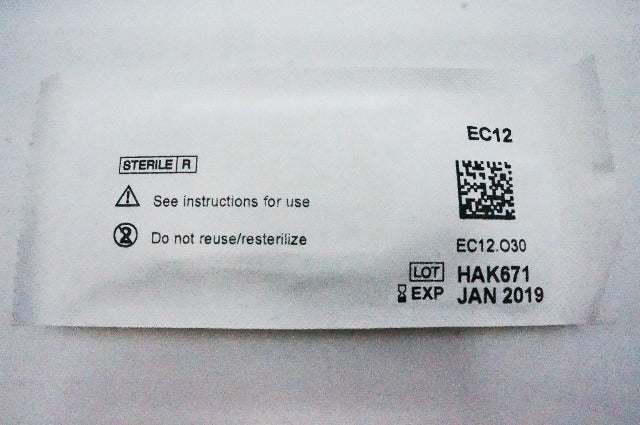 EC12
STERILE R
See instructions for use
Do not reuse/resterilize
EC12.O30
LOT HAK671
EXP JAN 2019